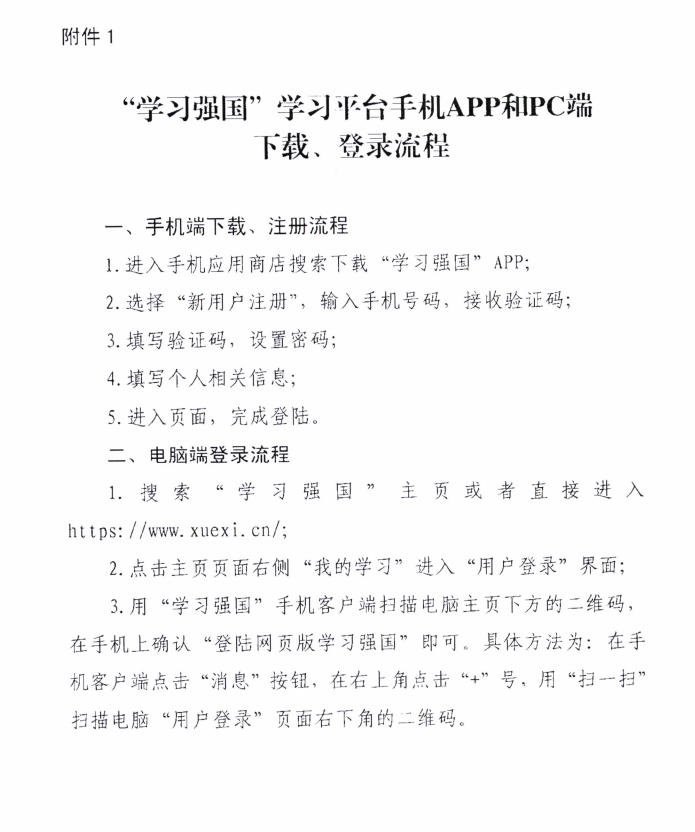 附件 1
“学习强国”学习平台手机APP和PC端
下载、登录流程
一、手机端下载、注册流程
1.进入手机应用商店搜索下载“学习强国”APP;
2.选择“新用户注册”，输入手机号码，接收验证码;
3.填写验证码，设置密码;
4.填写个人相关信息;
5.进入页面，完成登陆。
二、电脑端登录流程
1. 搜索“学习强国”主页或者直接进入
https://www.xuexi.cn/;
2.点击主页页面右侧“我的学习”进入“用户登录”界面;
3.用“学习强国”手机客户端扫描电脑主页下方的二维码，
在手机上确认“登陆网页版学习强国”即可。具体方法为：在手
机客户端点击“消息”按钮，在右上角点击“+”号，用“扫一扫”
扫描电脑“用户登录”页面右下角的二维码。